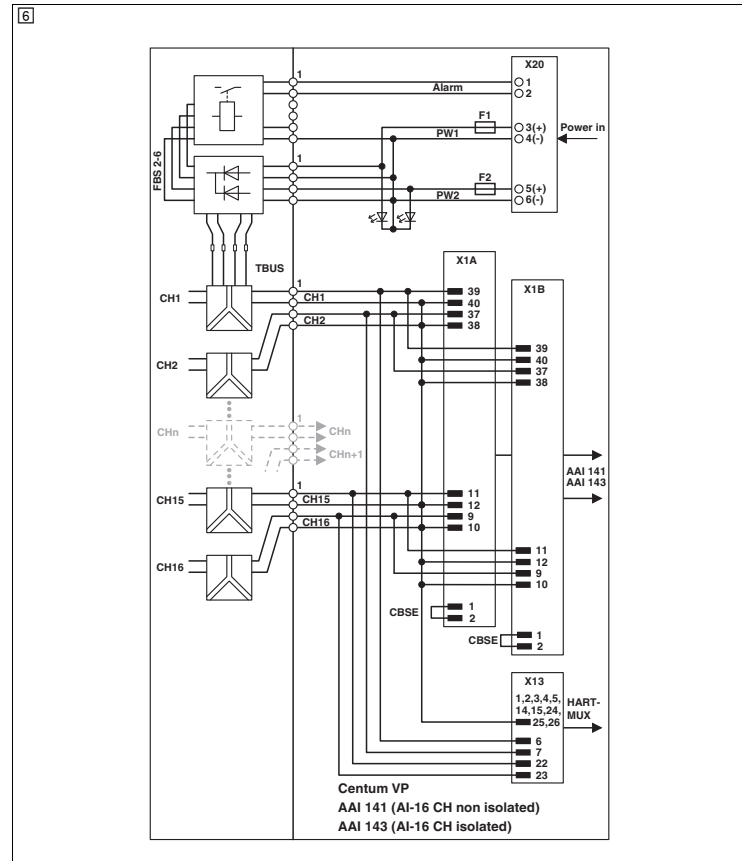 6
X20
1
1
Alarm
2
F1
3(+)
Power in
PW1
4(-)
FBS 2-6
1
F2
5(+)
PW2
6(-)
TBUS
X1A
X1B
1
CH1
CH1
39
40
CH2
37
38
CH2
39
40
37
38
CHn
1
CHn
CHn+1
AAI 141
AAI 143
1
CH15
11
12
CH16
9
10
CH15
CH16
11
12
9
10
CBSE
1
2
CBSE
1
2
X13
1,2,3,4,5,
14,15,24,
25,26
HART-
MUX
6
7
22
23
Centum VP
AAI 141 (AI-16 CH non isolated)
AAI 143 (AI-16 CH isolated)